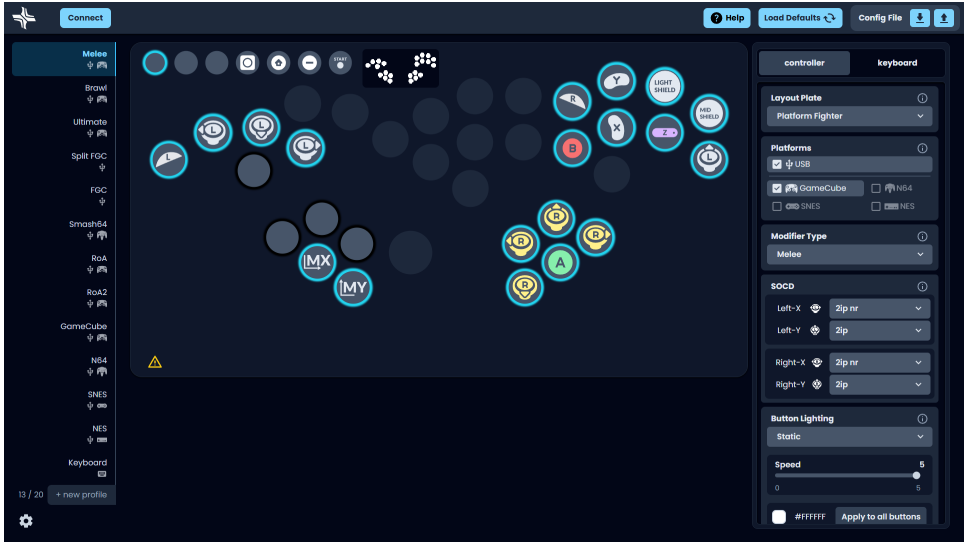 Connect
Help
Load Defaults
Config File
Melee
Brawl
Ultimate
Split FGC
FGC
Smash64
RoA
RoA2
GameCube
N64
SNES
NES
Keyboard
13 / 20
+ new profile
START
L
L
L
L
R
Y
LIGHT
SHIELD
MID
SHIELD
B
X
Z
L
MX
MY
R
R
R
A
R
controller
keyboard
Layout Plate
Platform Fighter
Platforms
USB
GameCube
N64
SNES
NES
Modifier Type
Melee
SOCD
Left-X
2ip nr
Left-Y
2ip
Right-X
2ip nr
Right-Y
2ip
Button Lighting
Static
Speed
5
0
5
#FFFFFF
Apply to all buttons